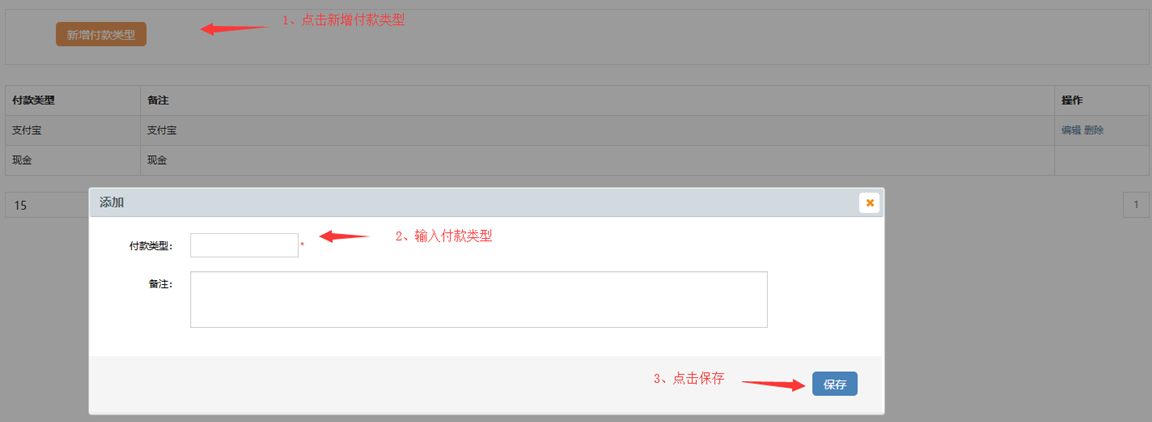 1、点击新增付款类型
新增付款类型
付款类型 备注 操作
支付宝 支付宝 编辑 删除
现金 现金
15 1
添加
付款类型: * 2、输入付款类型
备注:
3、点击保存 保存